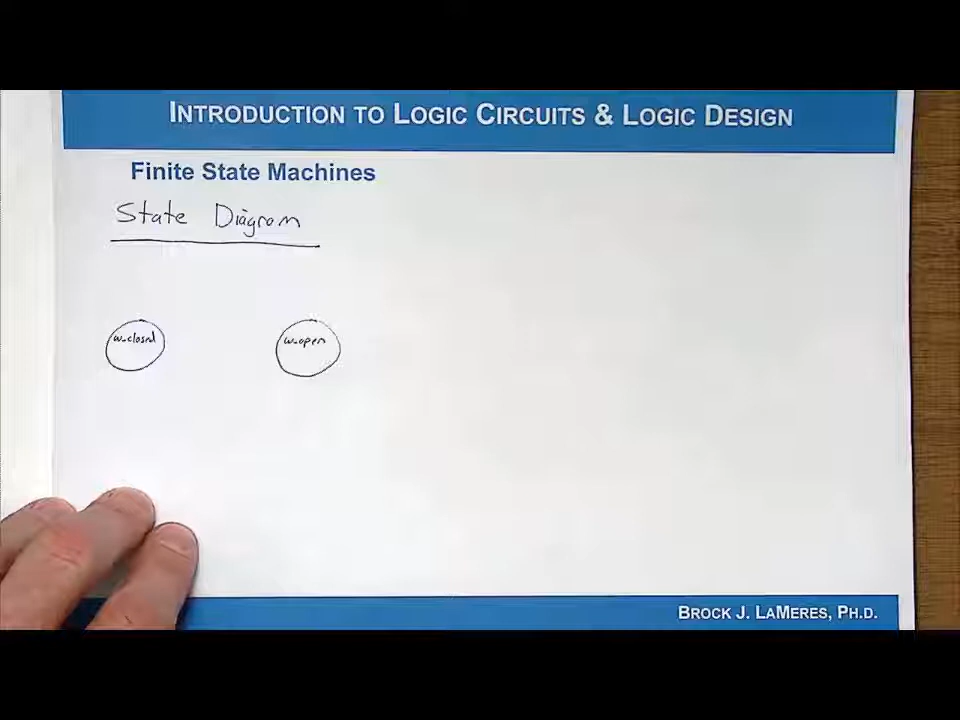 INTRODUCTION TO LOGIC CIRCUITS & LOGIC DESIGN
Finite State Machines
State Diagram
w_closed w_open
BROCK J. LAMERES, PH.D.